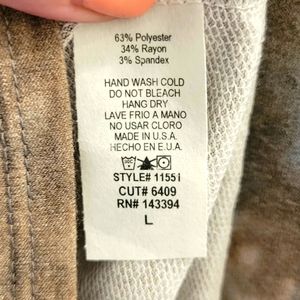 63% Polyester
34% Rayon
3% Spandex
HAND WASH COLD
DO NOT BLEACH
HANG DRY
LAVE FRIO A MANO
NO USAR CLORO
MADE IN U.S.A.
HECHO EN E.U.A.
STYLE# 11551
CUT# 6409
RN# 143394
L